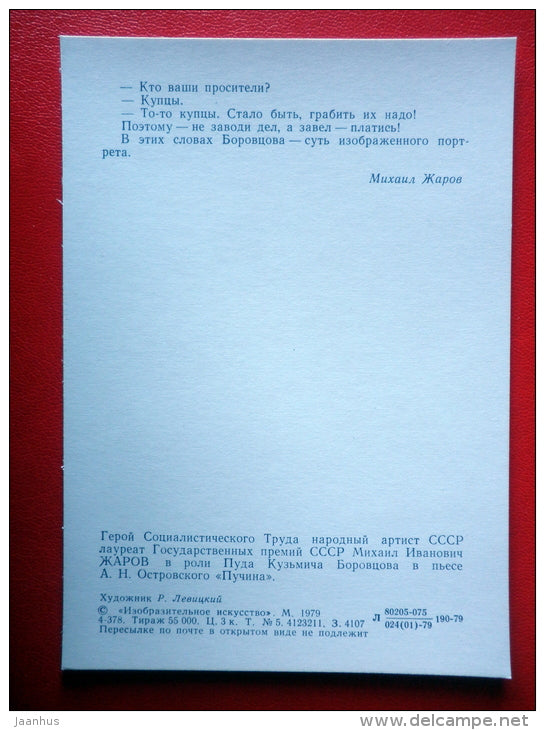 — Кто ваши просители?
— Купцы.
— То-то купцы. Стало быть, грабить их надо!
Поэтому — не заводи дел, а завел — платись!
В этих словах Боровцова — суть изображенного порт-
рета.
Михаил Жаров
Герой Социалистического Труда народный артист СССР
лауреат Государственных премий СССР Михаил Иванович
ЖАРОВ в роли Пуда Кузьмича Боровцова в пьесе
А. Н. Островского «Пучина».
Художник Р. Левицкий
© «Изобразительное искусство». М. 1979
4-378. Тираж 55 000. Ц. 3 к. Т. № 5. 4123211. З. 4107
Л 80205-075 190-79
024(01)-79
Пересылке по почте в открытом виде не подлежит
jaanhus
www.delcampe.net